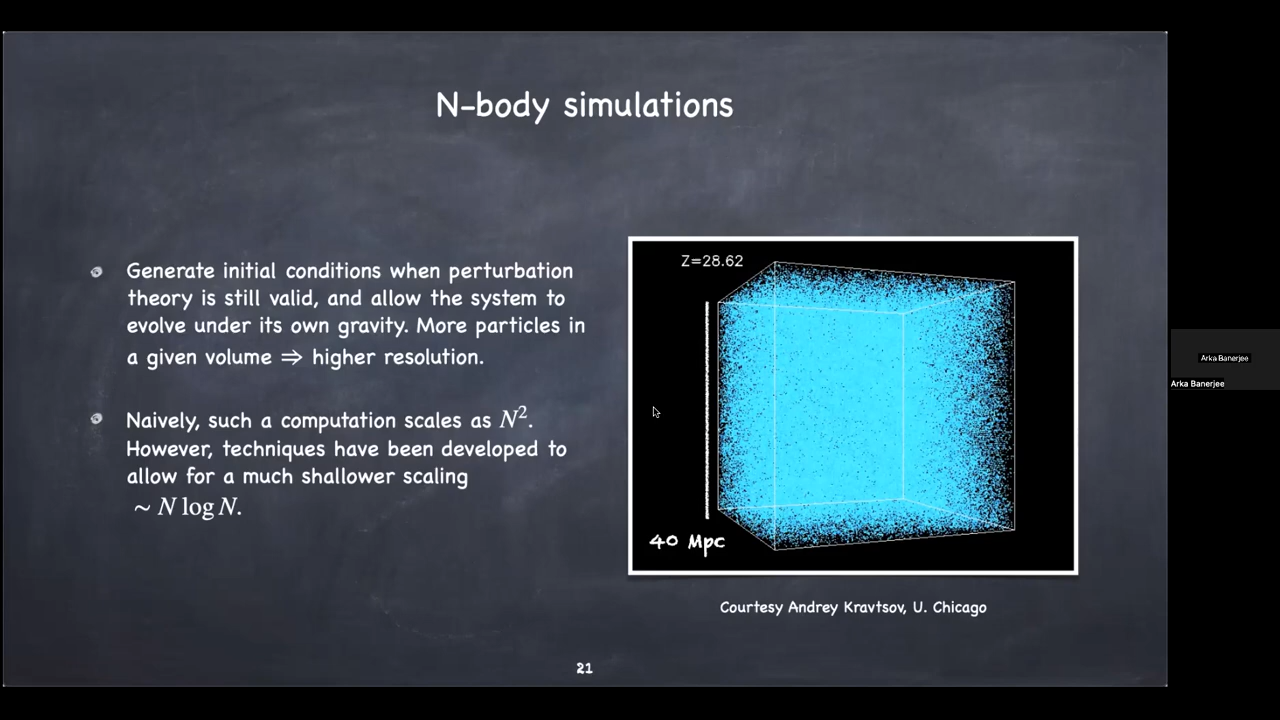 N-body simulations
Generate initial conditions when perturbation
theory is still valid, and allow the system to
evolve under its own gravity. More particles in
a given volume ⇒ higher resolution.
Naively, such a computation scales as N².
However, techniques have been developed to
allow for a much shallower scaling
~ N log N.
Z=28.62
40 Mpc
Courtesy Andrey Kravtsov, U. Chicago
21
Arka Banerjee
Arka Banerjee